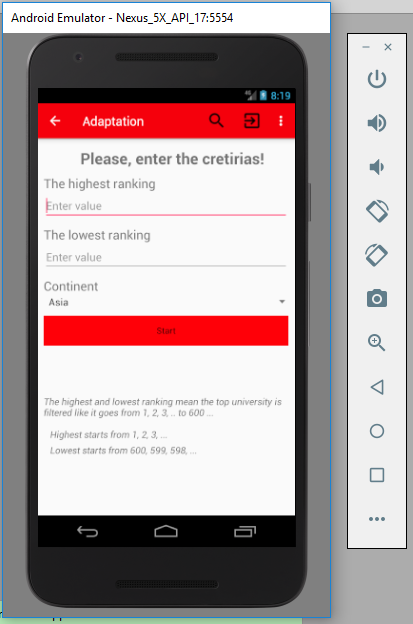 Android Emulator - Nexus_5X_API_17:5554
8:19
Adaptation
Please, enter the cretirias!
The highest ranking
Enter value
The lowest ranking
Enter value
Continent
Asia
Start
The highest and lowest ranking mean the top university is
filtered like it goes from 1, 2, 3, .. to 600 ...
Highest starts from 1, 2, 3, ...
Lowest starts from 600, 599, 598, ...